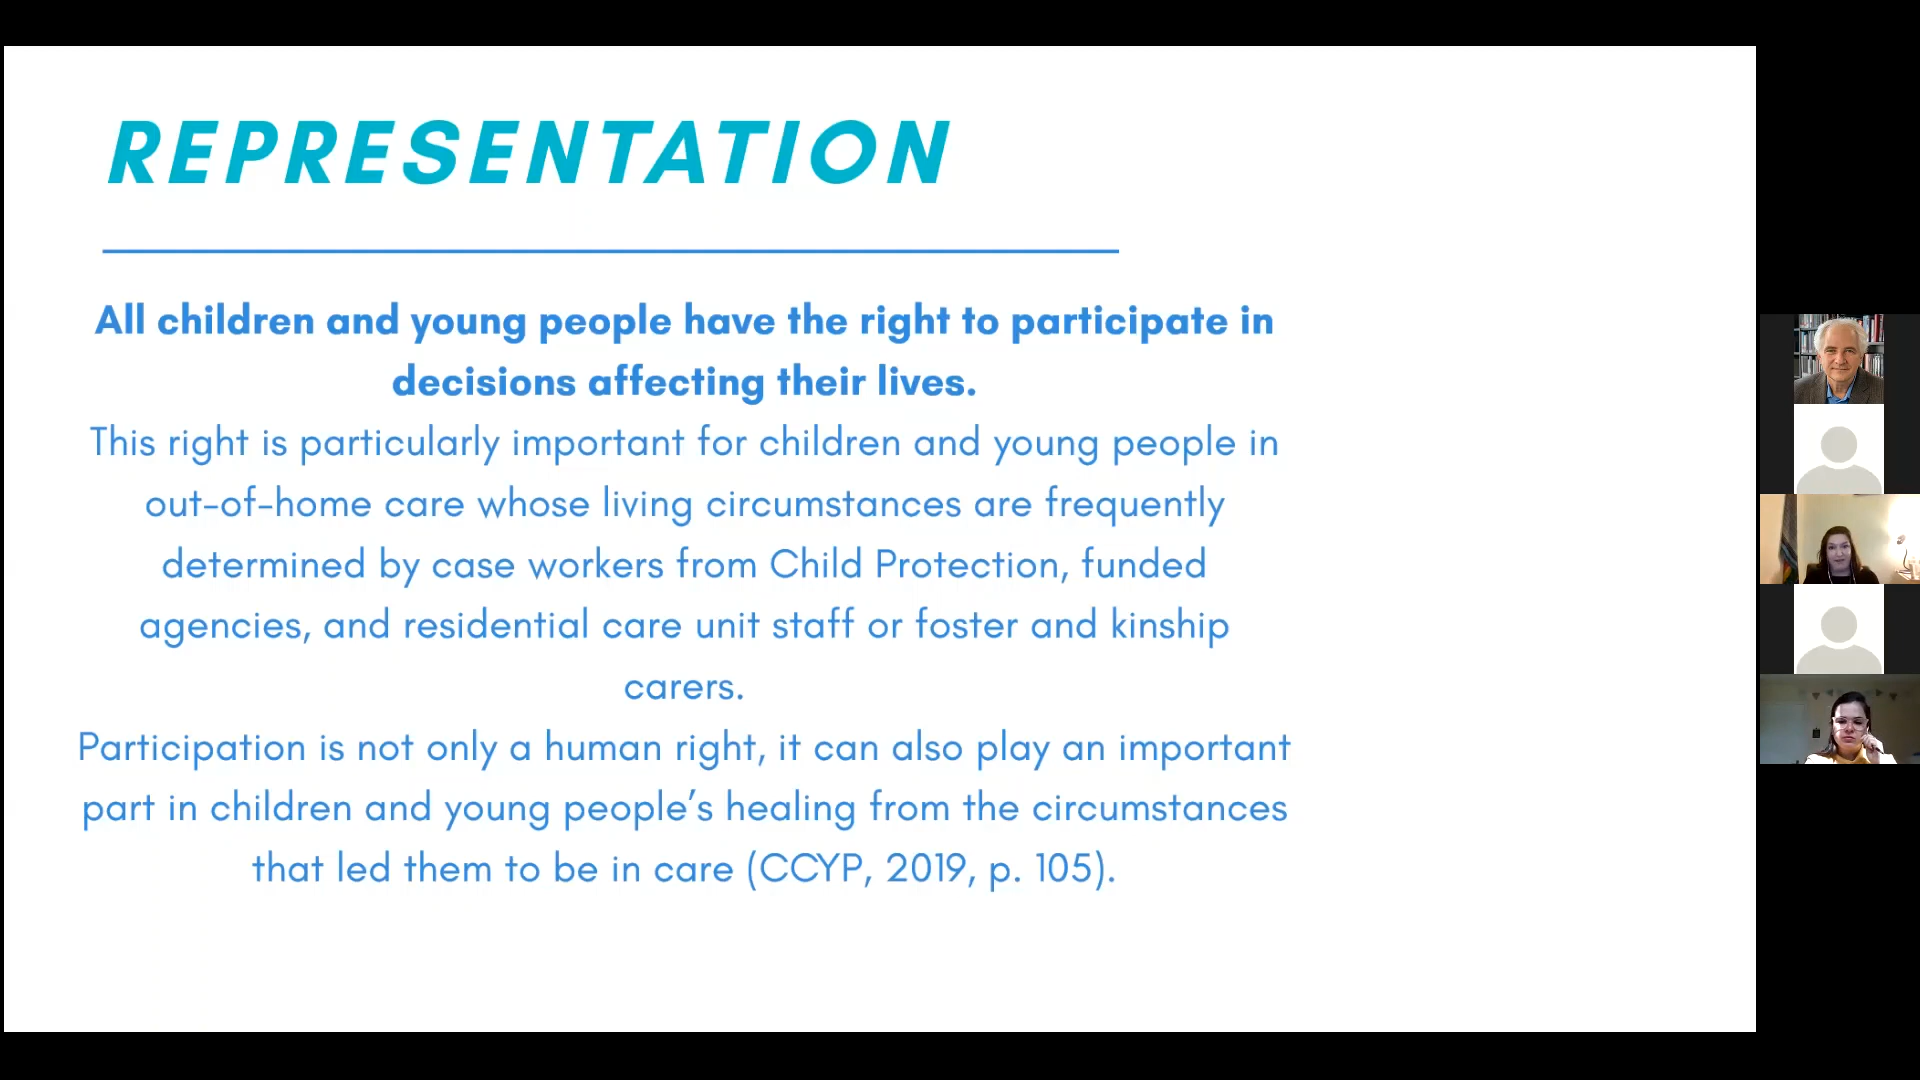 REPRESENTATION
All children and young people have the right to participate in
decisions affecting their lives.
This right is particularly important for children and young people in
out-of-home care whose living circumstances are frequently
determined by case workers from Child Protection, funded
agencies, and residential care unit staff or foster and kinship
carers.
Participation is not only a human right, it can also play an important
part in children and young people’s healing from the circumstances
that led them to be in care (CCYP, 2019, p. 105).